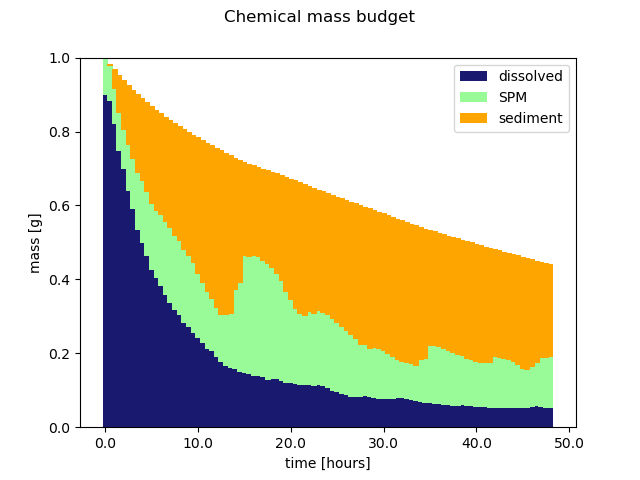 Chemical mass budget
1.0
0.8
0.6
0.4
0.2
0.0
mass [g]
dissolved
SPM
sediment
0.0 10.0 20.0 30.0 40.0 50.0
time [hours]